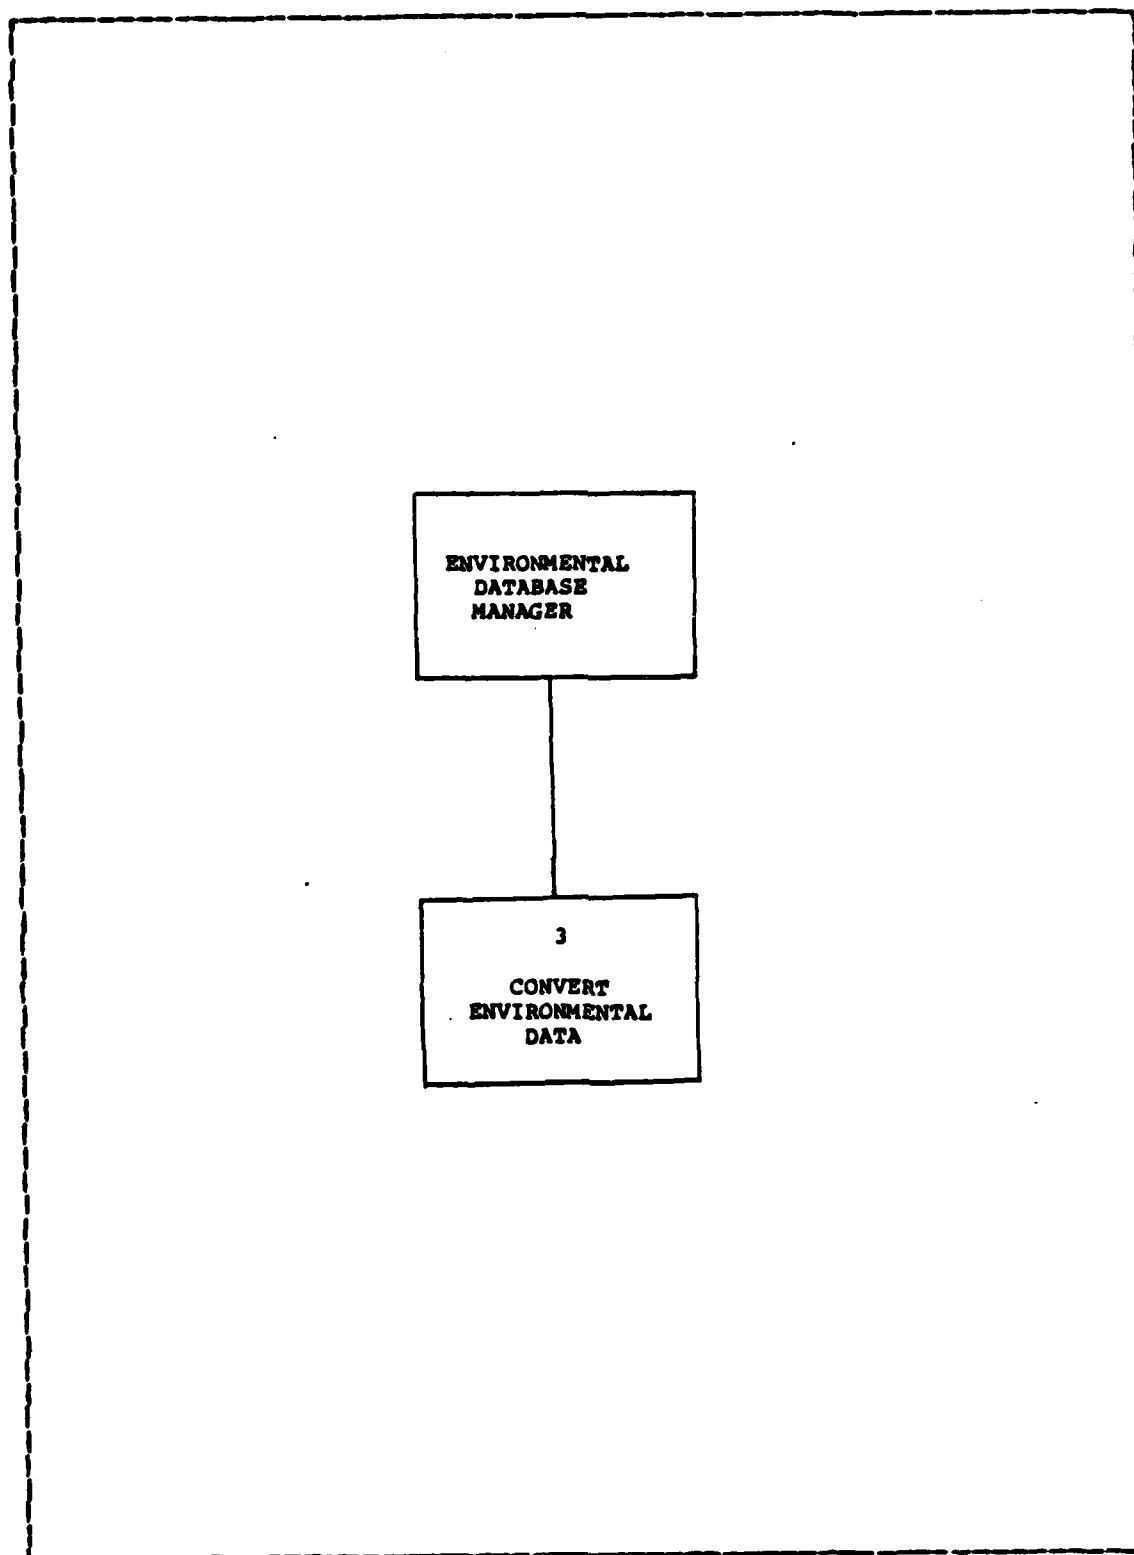 ENVIRONMENTAL
DATABASE
MANAGER
3
CONVERT
ENVIRONMENTAL
DATA